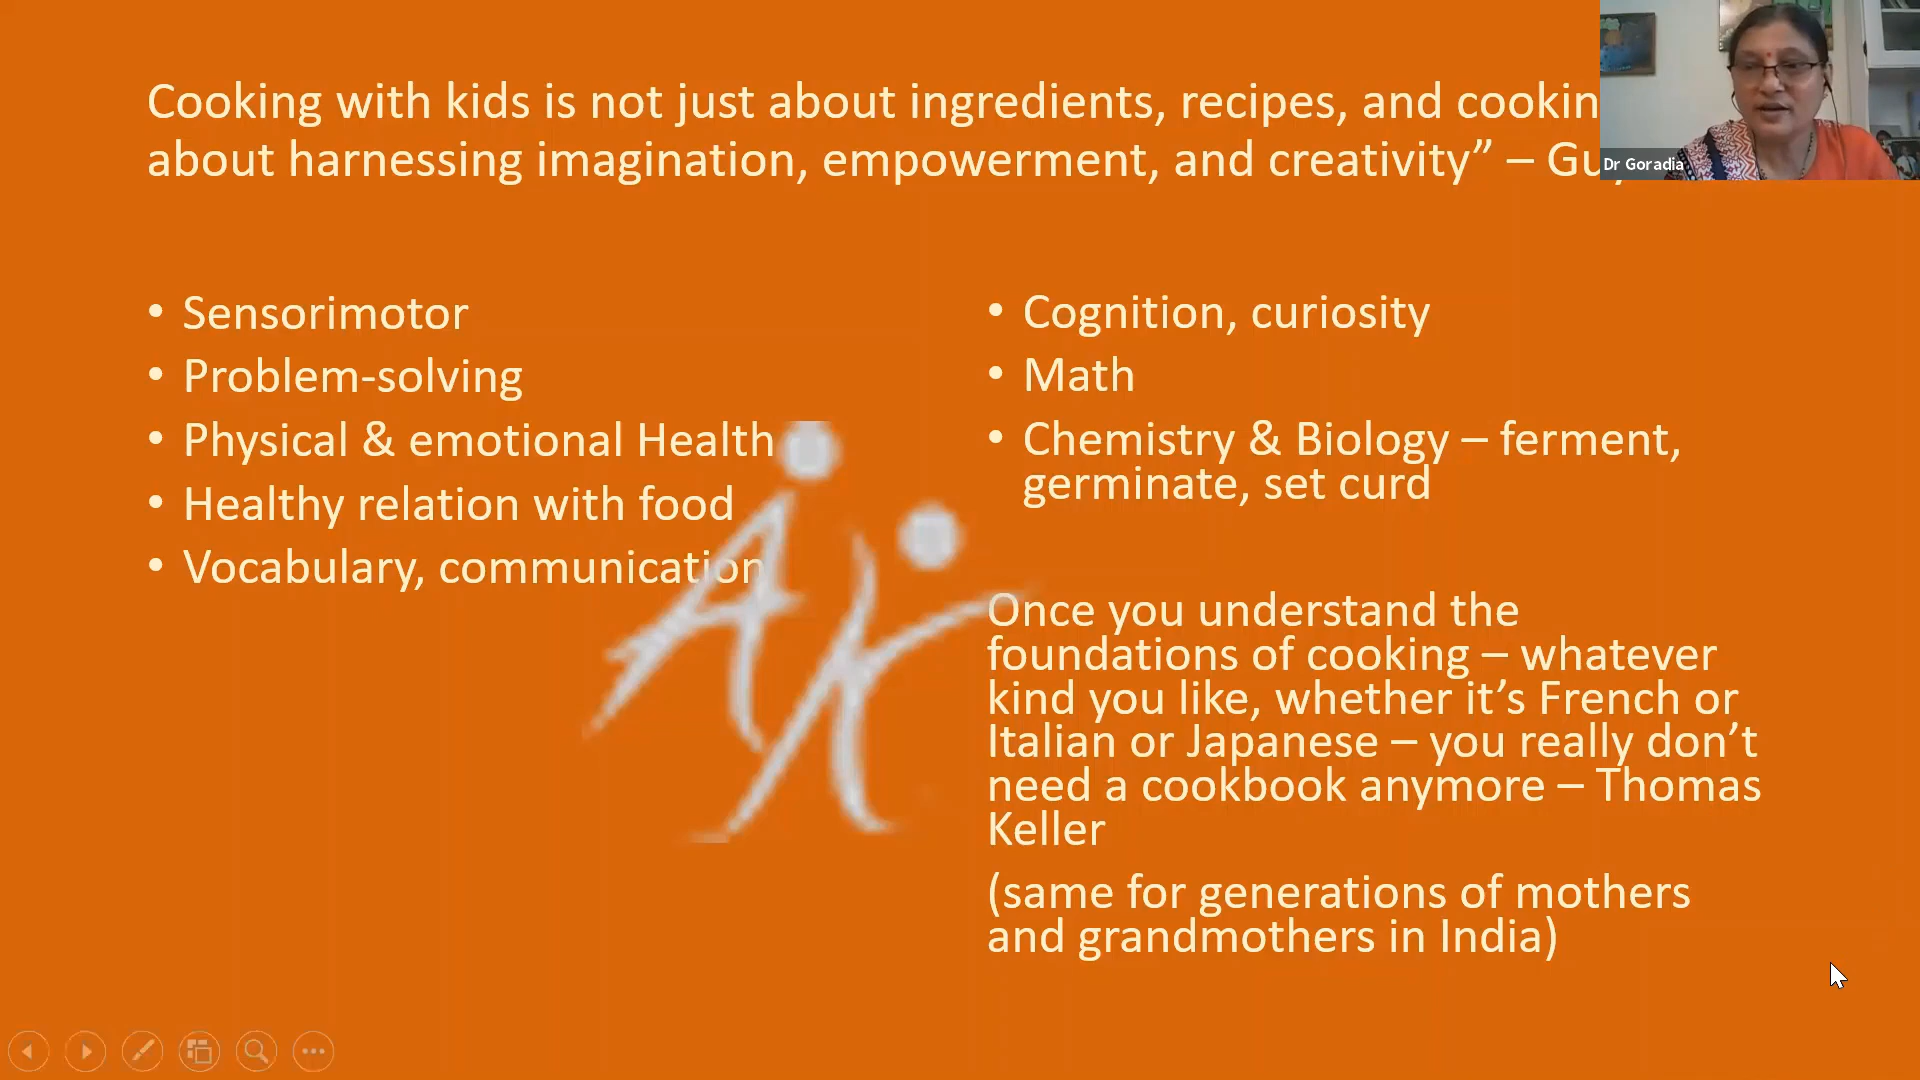 Cooking with kids is not just about ingredients, recipes, and
about harnessing imagination, empowerment, and creativity” –
Dr Goradia
• Sensorimotor
• Problem-solving
• Physical & emotional Health
• Healthy relation with food
• Vocabulary, communication
• Cognition, curiosity
• Math
• Chemistry & Biology – ferment,
germinate, set curd
Once you understand the
foundations of cooking – whatever
kind you like, whether it’s French or
Italian or Japanese – you really don’t
need a cookbook anymore – Thomas
Keller
(same for generations of mothers
and grandmothers in India)
AK